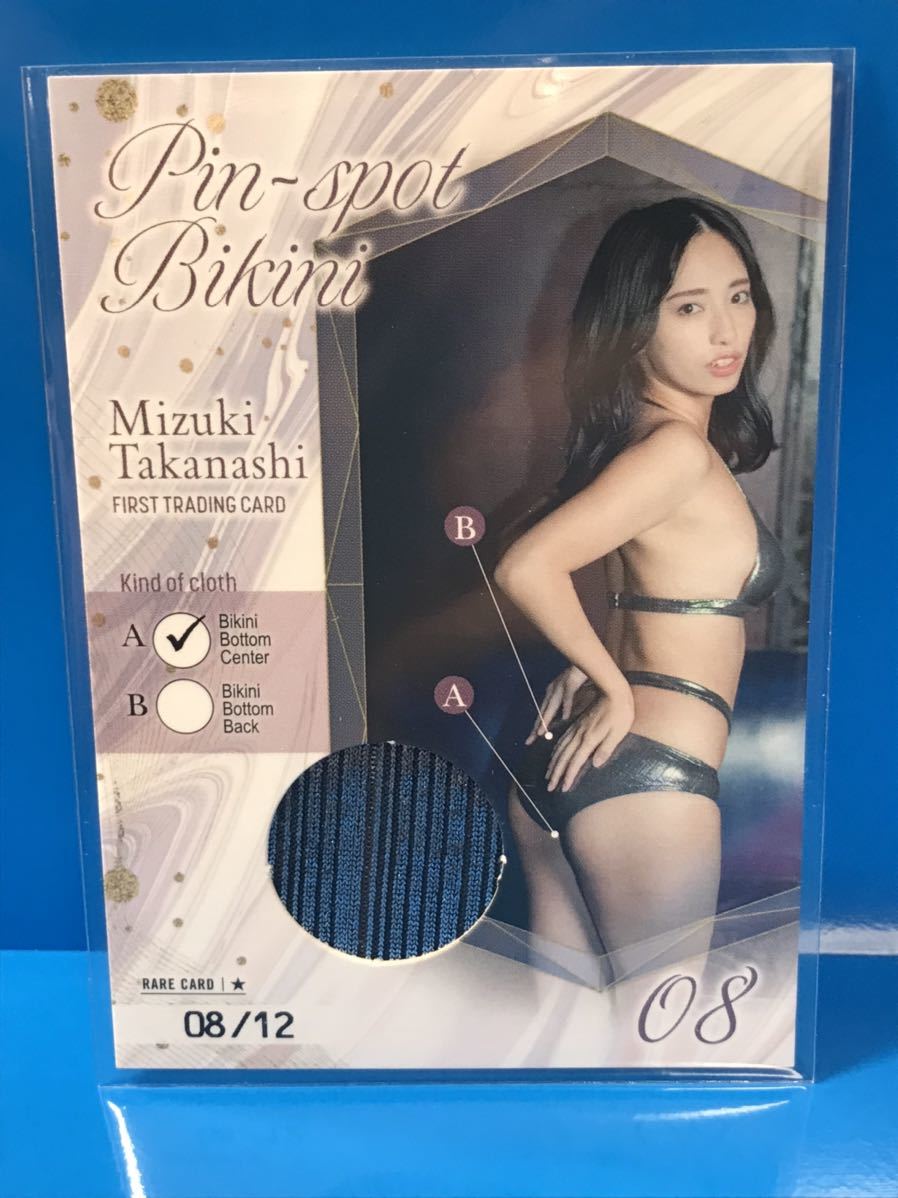 Pin-spot
Bikini
Mizuki
Takanashi
FIRST TRADING CARD
Kind of cloth
A Bikini
Bottom
Center
B Bikini
Bottom
Back
B
A
RARE CARD | ★
08/12
08